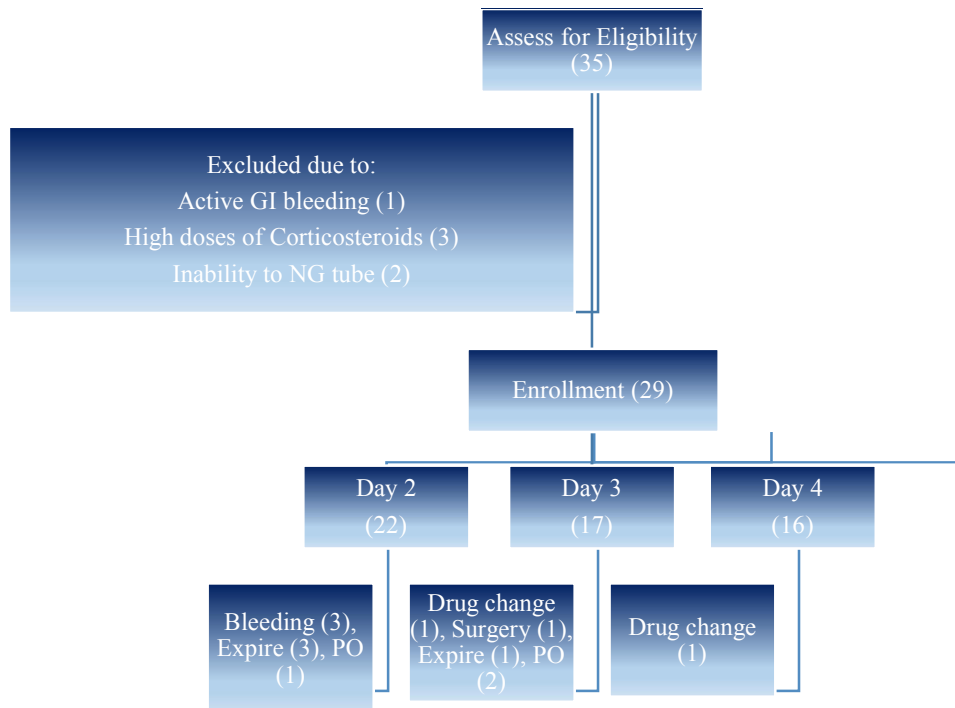 Assess for Eligibility
(35)
Excluded due to:
Active GI bleeding (1)
High doses of Corticosteroids (3)
Inability to NG tube (2)
Enrollment (29)
Day 2
(22)
Day 3
(17)
Day 4
(16)
Bleeding (3),
Expire (3), PO
(1)
Drug change
(1), Surgery (1),
Expire (1), PO
(2)
Drug change
(1)